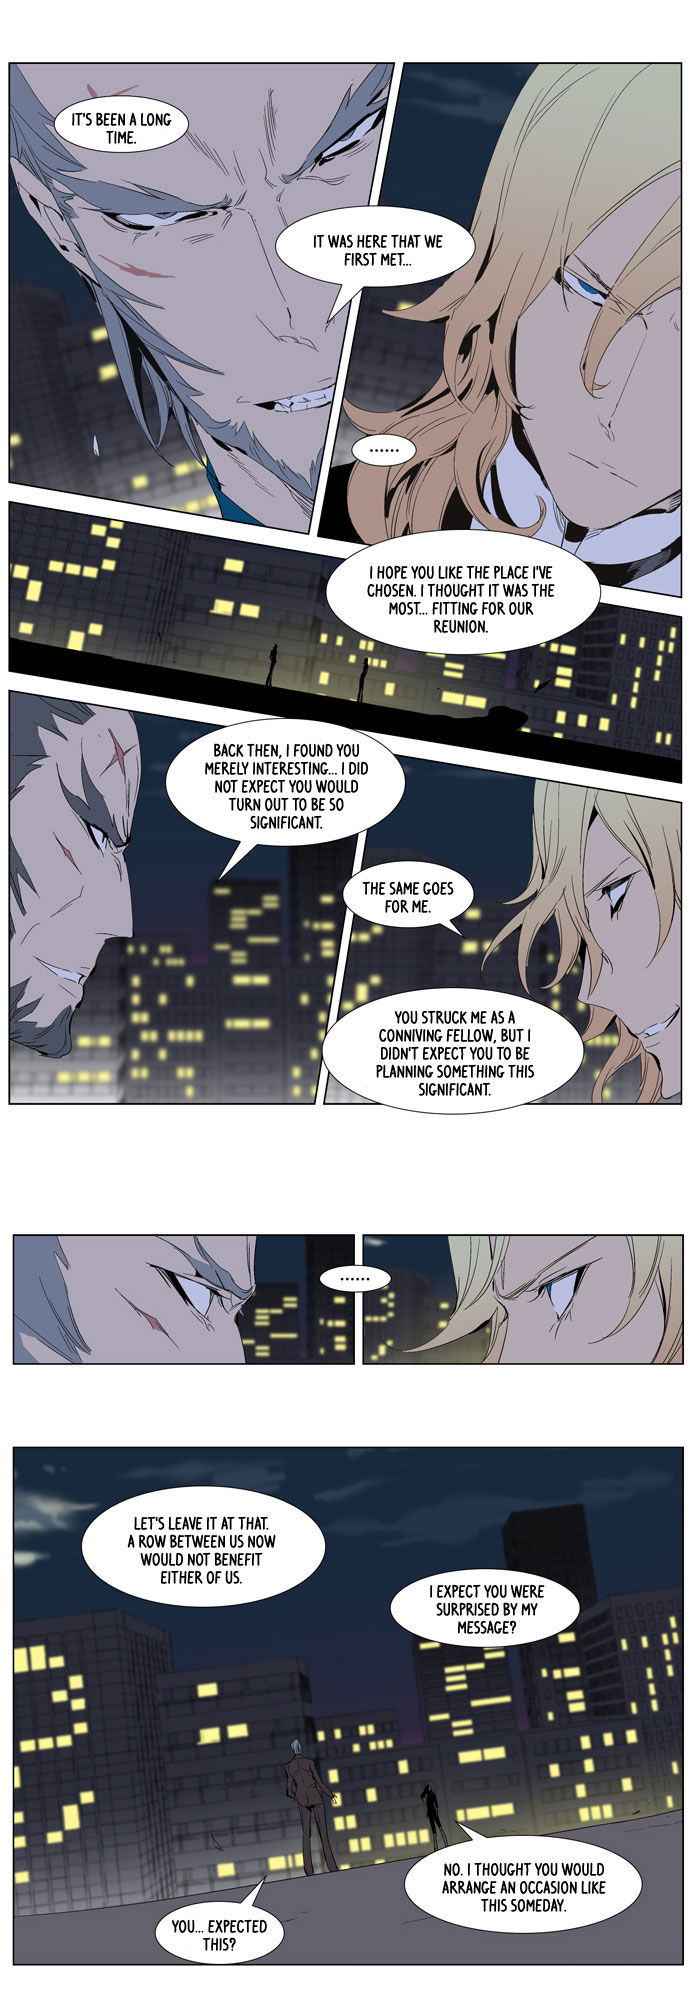 IT'S BEEN A LONG
TIME.
IT WAS HERE THAT WE
FIRST MET...
......
I HOPE YOU LIKE THE PLACE I'VE
CHOSEN. I THOUGHT IT WAS THE
MOST... FITTING FOR OUR
REUNION.
BACK THEN, I FOUND YOU
MERELY INTERESTING... I DID
NOT EXPECT YOU WOULD
TURN OUT TO BE SO
SIGNIFICANT.
THE SAME GOES
FOR ME.
YOU STRUCK ME AS A
CONNIVING FELLOW, BUT I
DIDN'T EXPECT YOU TO BE
PLANNING SOMETHING THIS
SIGNIFICANT.
......
LET'S LEAVE IT AT THAT.
A ROW BETWEEN US NOW
WOULD NOT BENEFIT
EITHER OF US.
I EXPECT YOU WERE
SURPRISED BY MY
MESSAGE?
NO. I THOUGHT YOU WOULD
ARRANGE AN OCCASION LIKE
THIS SOMEDAY.
YOU... EXPECTED
THIS?